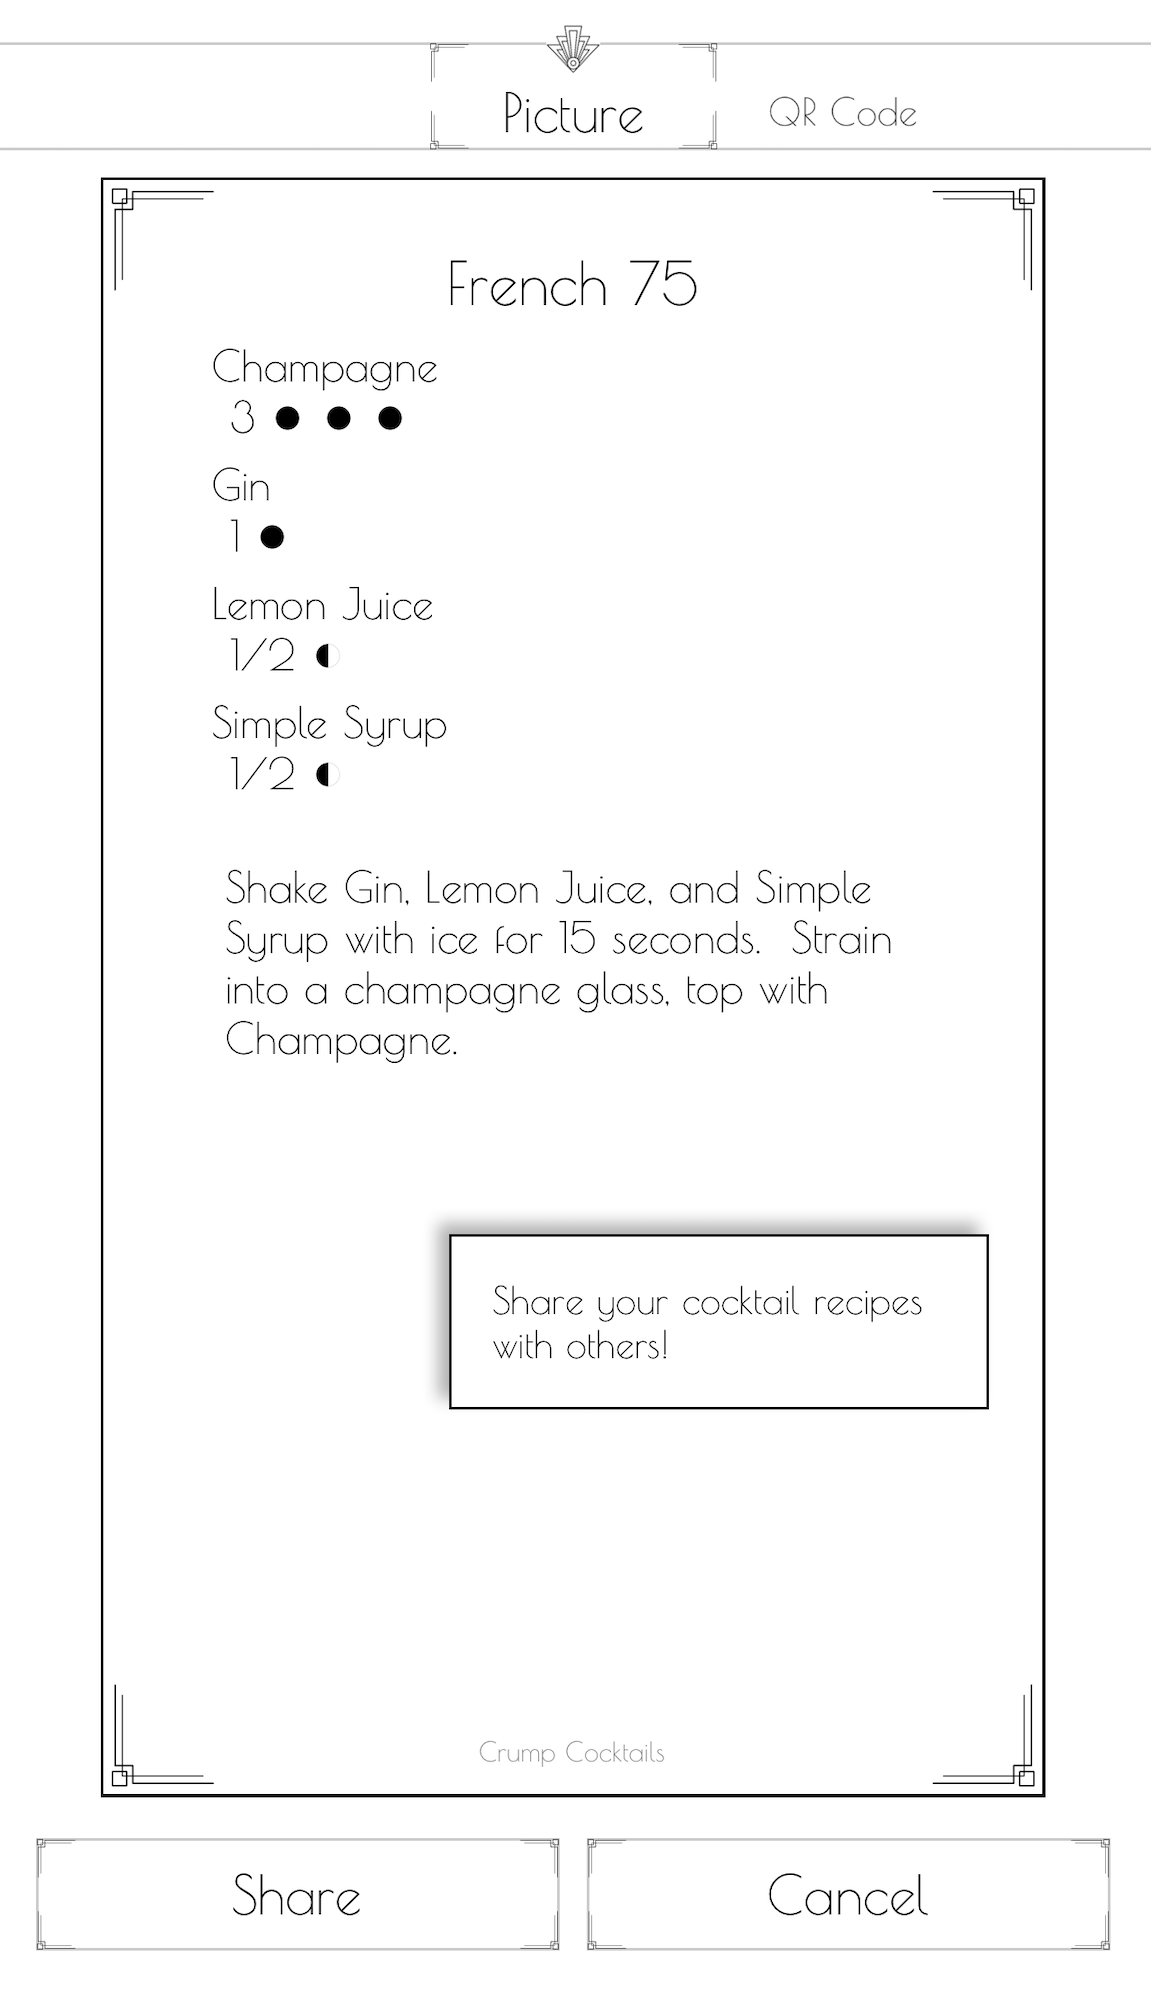 Picture
QR Code
French 75
Champagne
3
Gin
1
Lemon Juice
1/2
Simple Syrup
1/2
Shake Gin, Lemon Juice, and Simple
Syrup with ice for 15 seconds.  Strain
into a champagne glass, top with
Champagne.
Share your cocktail recipes
with others!
Crump Cocktails
Share
Cancel